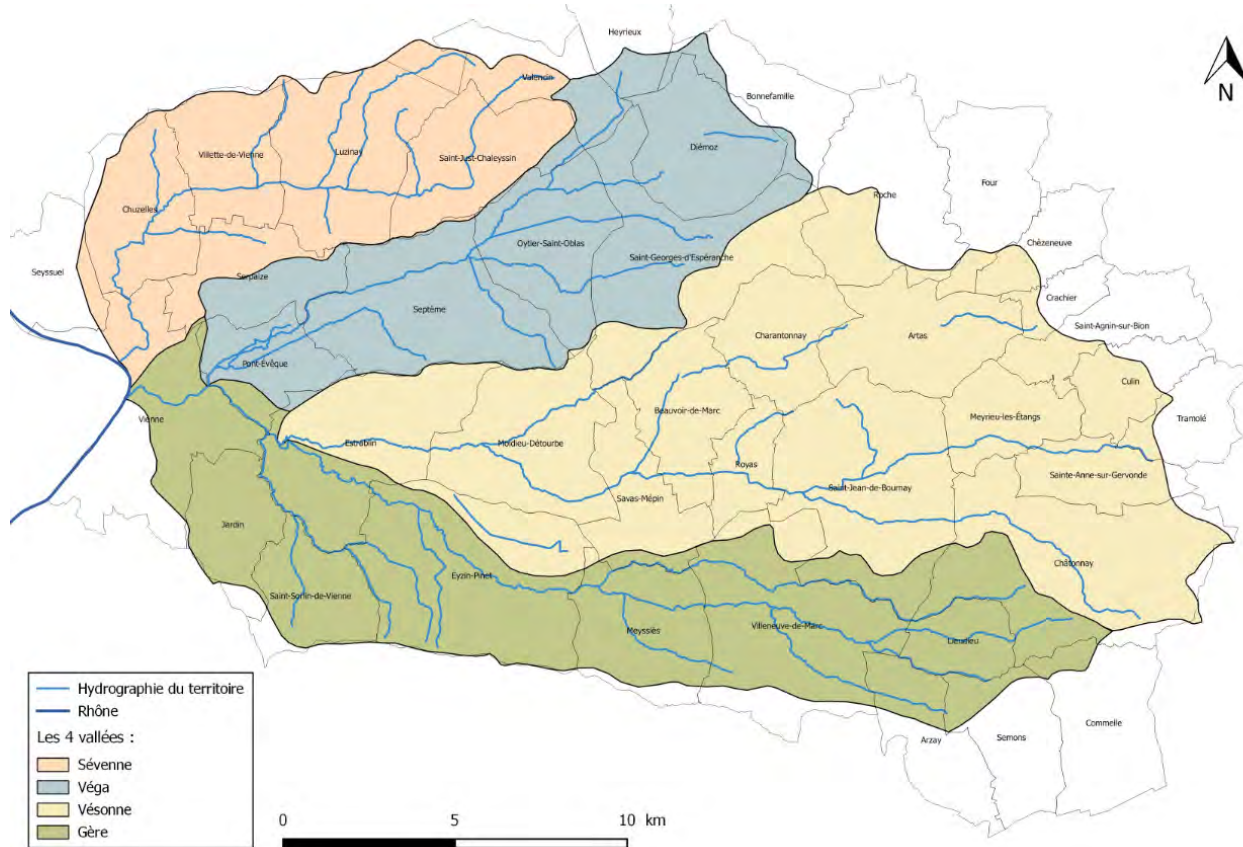 Heyrieux
Valencin
Bonnefamille
N
Villette-de-Vienne
Luzinay
Saint-Just-Chaleyssin
Diémoz
Four
Roche
Chuzelles
Chèzeneuve
Oytier-Saint-Oblas
Saint-Georges-d'Espéranche
Seyssuel
Serpaize
Crachier
Septème
Saint-Agnin-sur-Bion
Charantonnay
Artas
Pont-Evêque
Culin
Beauvoir-de-Marc
Meyrieu-les-Étangs
Tramolé
Vienne
Estrablin
Moidieu-Détourbe
Royas
Sainte-Anne-sur-Gervonde
Savas-Mépin
Saint-Jean-de-Bournay
Jardin
Châtonnay
Eyzin-Pinet
Saint-Sorlin-de-Vienne
Meyssiès
Villeneuve-de-Marc
Lieudieu
Commelle
Arzay
Semons
Hydrographie du territoire
Rhône
Les 4 vallées :
Sévenne
Véga
Vésonne
Gère
0 5 10 km